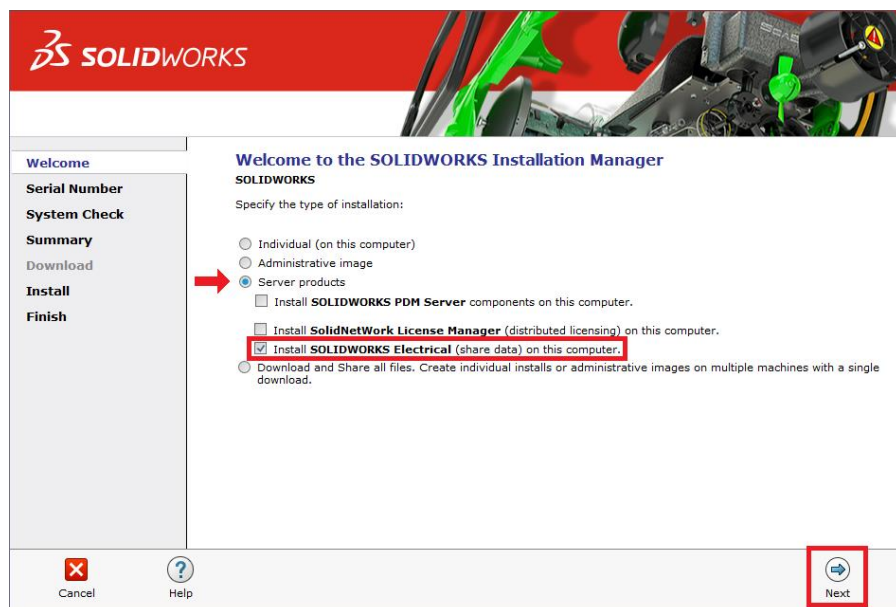 3S SOLIDWORKS
Welcome
Serial Number
System Check
Summary
Download
Install
Finish
Welcome to the SOLIDWORKS Installation Manager
SOLIDWORKS
Specify the type of installation:
Individual (on this computer)
Administrative image
Server products
Install SOLIDWORKS PDM Server components on this computer.
Install SolidNetWork License Manager (distributed licensing) on this computer.
Install SOLIDWORKS Electrical (share data) on this computer.
Download and Share all files. Create individual installs or administrative images on multiple machines with a single
download.
Cancel
Help
Next